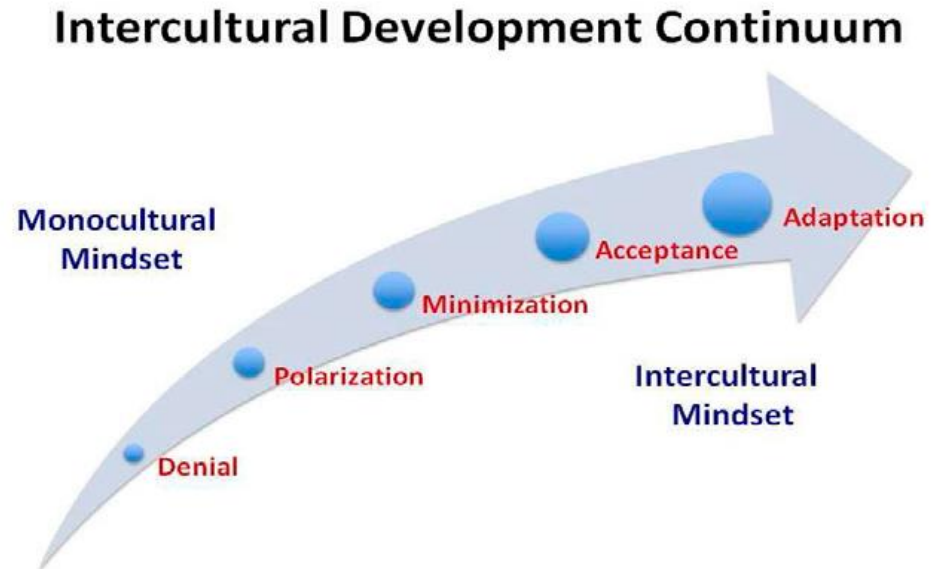 Intercultural Development Continuum
Monocultural
Mindset
Adaptation
Acceptance
Minimization
Polarization
Intercultural
Mindset
Denial